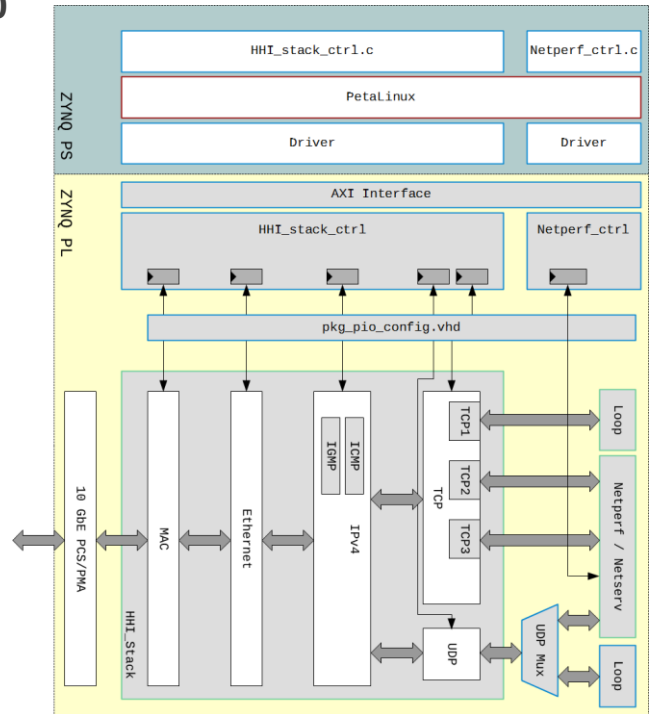 HHI_stack_ctrl.c
Netperf_ctrl.c
PetaLinux
Driver
Driver
ZYNQ PS
ZYNQ PL
AXI Interface
HHI_stack_ctrl
Netperf_ctrl
pkg_pio_config.vhd
10 GbE PCS/PMA
MAC
Ethernet
IGMP
ICMP
IPv4
TCP1
TCP2
TCP3
TCP
UDP
UDP Mux
Loop
Netperf / Netserv
Loop
HHI_Stack